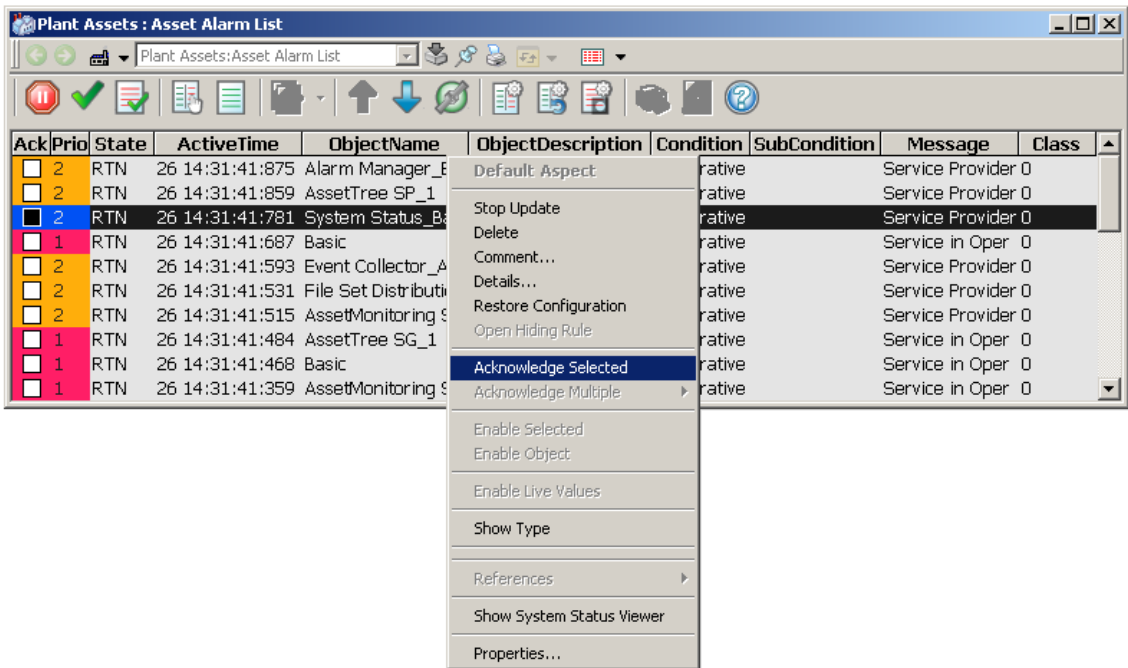 Plant Assets : Asset Alarm List
Plant Assets:Asset Alarm List
Ack Prio State ActiveTime ObjectName ObjectDescription Condition SubCondition Message Class
2 RTN 26 14:31:41:875 Alarm Manager_ rative Service Provider 0
2 RTN 26 14:31:41:859 AssetTree SP_1 rative Service Provider 0
2 RTN 26 14:31:41:781 System Status_Ba rative Service Provider 0
1 RTN 26 14:31:41:687 Basic rative Service in Oper 0
2 RTN 26 14:31:41:593 Event Collector_A rative Service Provider 0
2 RTN 26 14:31:41:531 File Set Distributi rative Service Provider 0
2 RTN 26 14:31:41:515 AssetMonitoring S rative Service Provider 0
1 RTN 26 14:31:41:484 AssetTree SG_1 rative Service in Oper 0
1 RTN 26 14:31:41:468 Basic rative Service in Oper 0
1 RTN 26 14:31:41:359 AssetMonitoring S rative Service in Oper 0
Default Aspect
Stop Update
Delete
Comment...
Details...
Restore Configuration
Open Hiding Rule
Acknowledge Selected
Acknowledge Multiple
Enable Selected
Enable Object
Enable Live Values
Show Type
References
Show System Status Viewer
Properties...